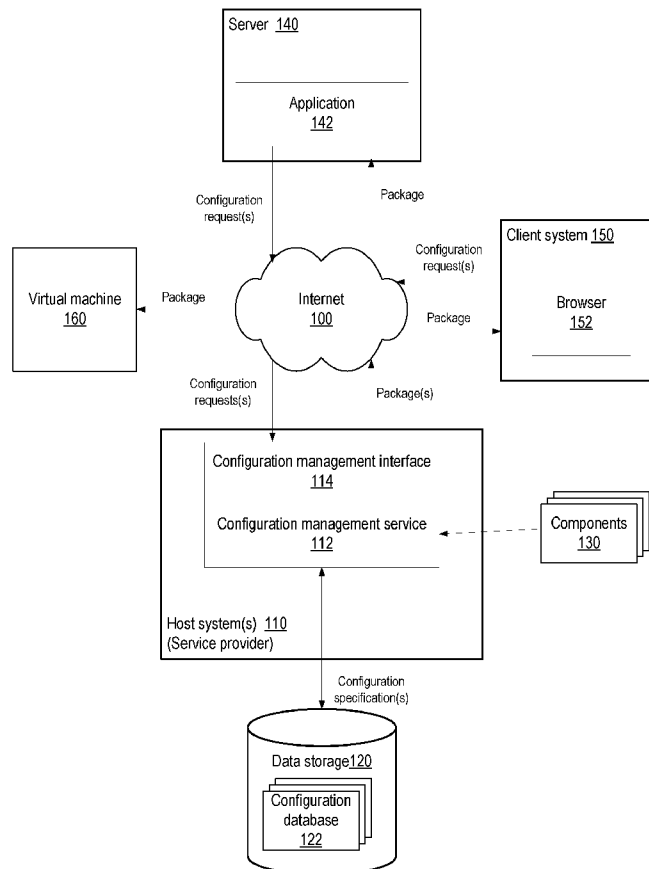 Server 140
Application
142
Configuration
request(s)
Package
Client system 150
Configuration
request(s)
Virtual machine
160
Package
Internet
100
Package
Browser
152
Configuration
requests(s)
Package(s)
Configuration management interface
114
Configuration management service
112
Components
130
Host system(s) 110
(Service provider)
Configuration
specification(s)
Data storage120
Configuration
database
122